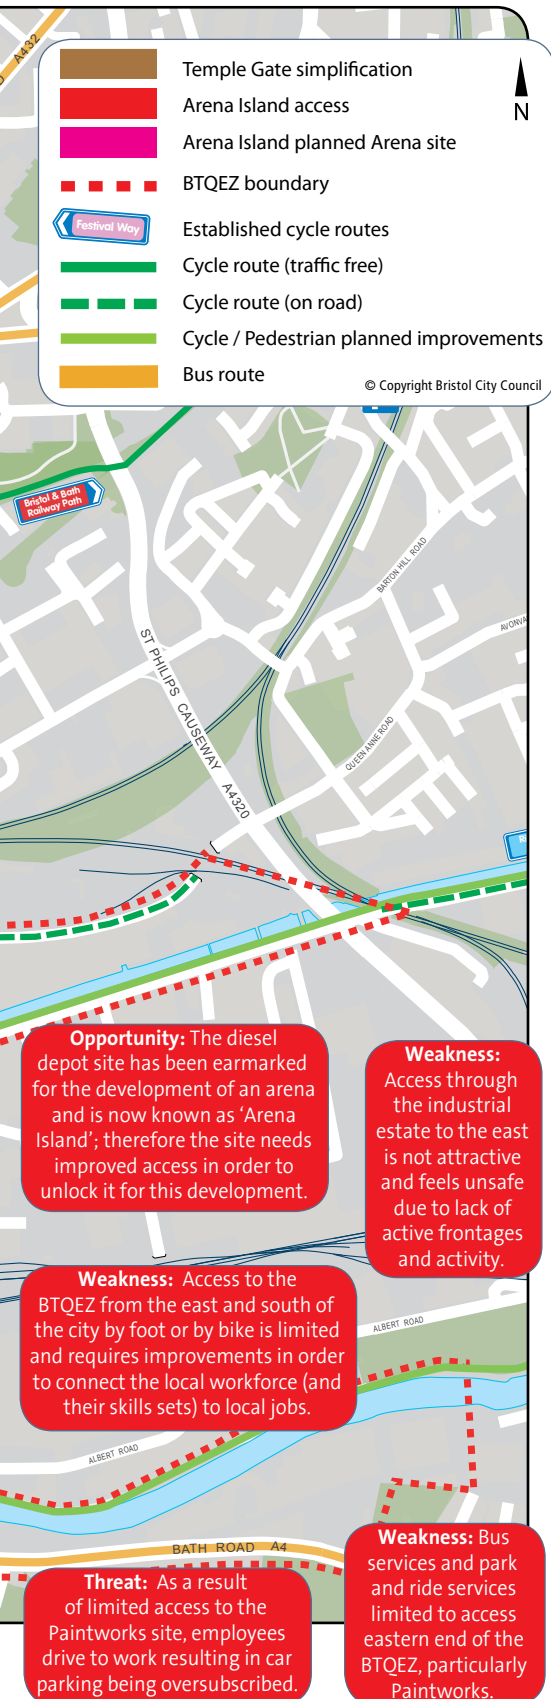 A432
Temple Gate simplification
Arena Island access
Arena Island planned Arena site
BTQEZ boundary
Festival Way
Established cycle routes
Cycle route (traffic free)
Cycle route (on road)
Cycle / Pedestrian planned improvements
Bus route
N
© Copyright Bristol City Council
Bristol & Bath
Railway Path
BARTON HILL ROAD
AVONVA
ST PHILIPS CAUSEWAY A4320
QUEEN ANNE ROAD
Opportunity: The diesel
depot site has been earmarked
for the development of an arena
and is now known as ‘Arena
Island’; therefore the site needs
improved access in order to
unlock it for this development.
Weakness:
Access through
the industrial
estate to the east
is not attractive
and feels unsafe
due to lack of
active frontages
and activity.
Weakness: Access to the
BTQEZ from the east and south of
the city by foot or by bike is limited
and requires improvements in order
to connect the local workforce (and
their skills sets) to local jobs.
ALBERT ROAD
ALBERT ROAD
BATH ROAD A4
Threat: As a result
of limited access to the
Paintworks site, employees
drive to work resulting in car
parking being oversubscribed.
Weakness: Bus
services and park
and ride services
limited to access
eastern end of the
BTQEZ, particularly
Paintworks.